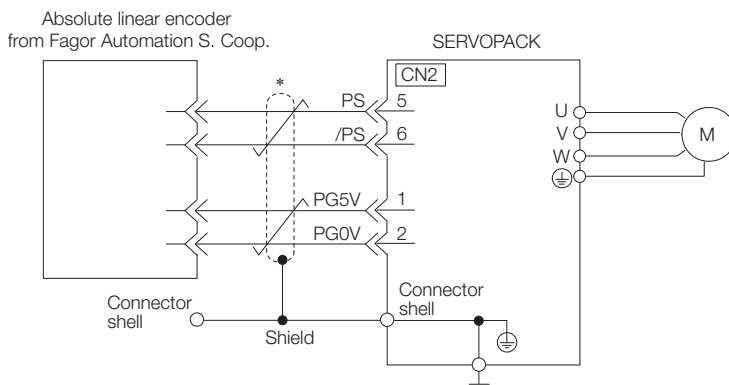 Absolute linear encoder
from Fagor Automation S. Coop.
SERVOPACK
CN2
*
PS 5
/PS 6
PG5V 1
PG0V 2
U
V
W
M
Connector
shell
Shield
Connector
shell